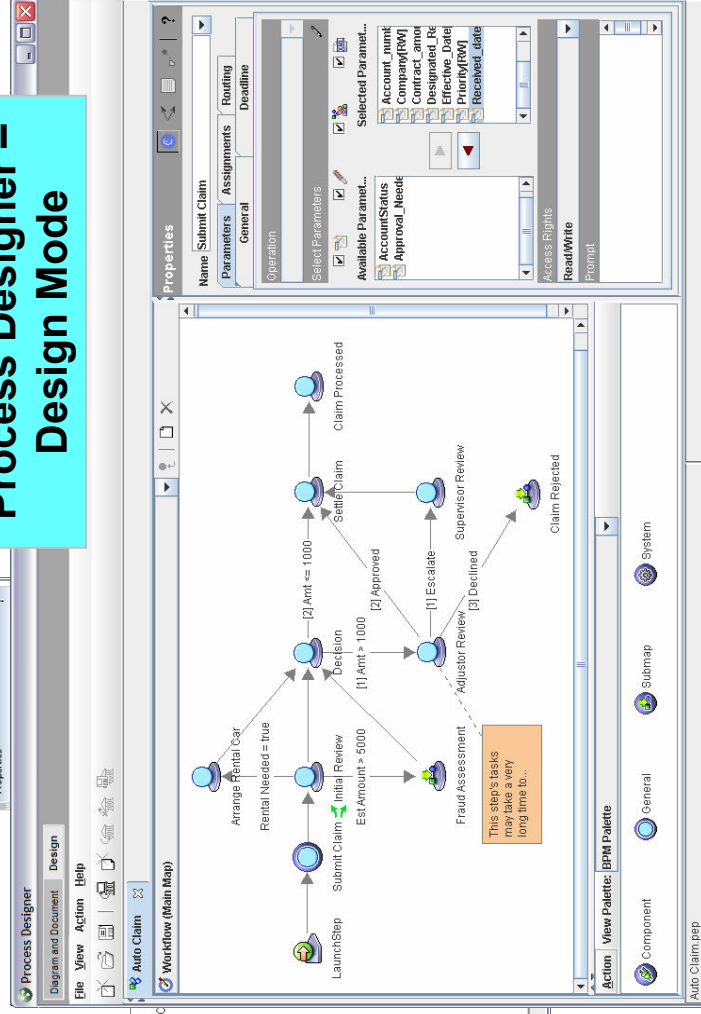 Process Designer –
Design Mode
Process Designer
Diagram and Document
Design
File View Action Help
Auto Claim
Workflow (Main Map)
LaunchStep
Submit Claim
Initial Review
Arrange Rental Car
Rental Needed = true
Est Amount > 5000
Fraud Assessment
Decision
[2] Amt <= 1000
[1] Amt > 1000
Adjustor Review
[2] Approved
[1] Escalate
[3] Declined
Settle Claim
Supervisor Review
Claim Processed
Claim Rejected
This step's tasks
may take a very
long time to...
Action View Palette: BPM Palette
Component
General
Submap
System
Auto Claim.pep
Properties
Name Submit Claim
Parameters Assignments Routing
General Deadline
Operation
Select Parameters
Available Paramet...
AccountStatus
Approval_Neede
Selected Paramet...
Account_numb
Company[RW]
Contract_amou
Designated_Re
Effective_Date[
Priority[RW]
Received_date
Access Rights
Read/Write
Prompt